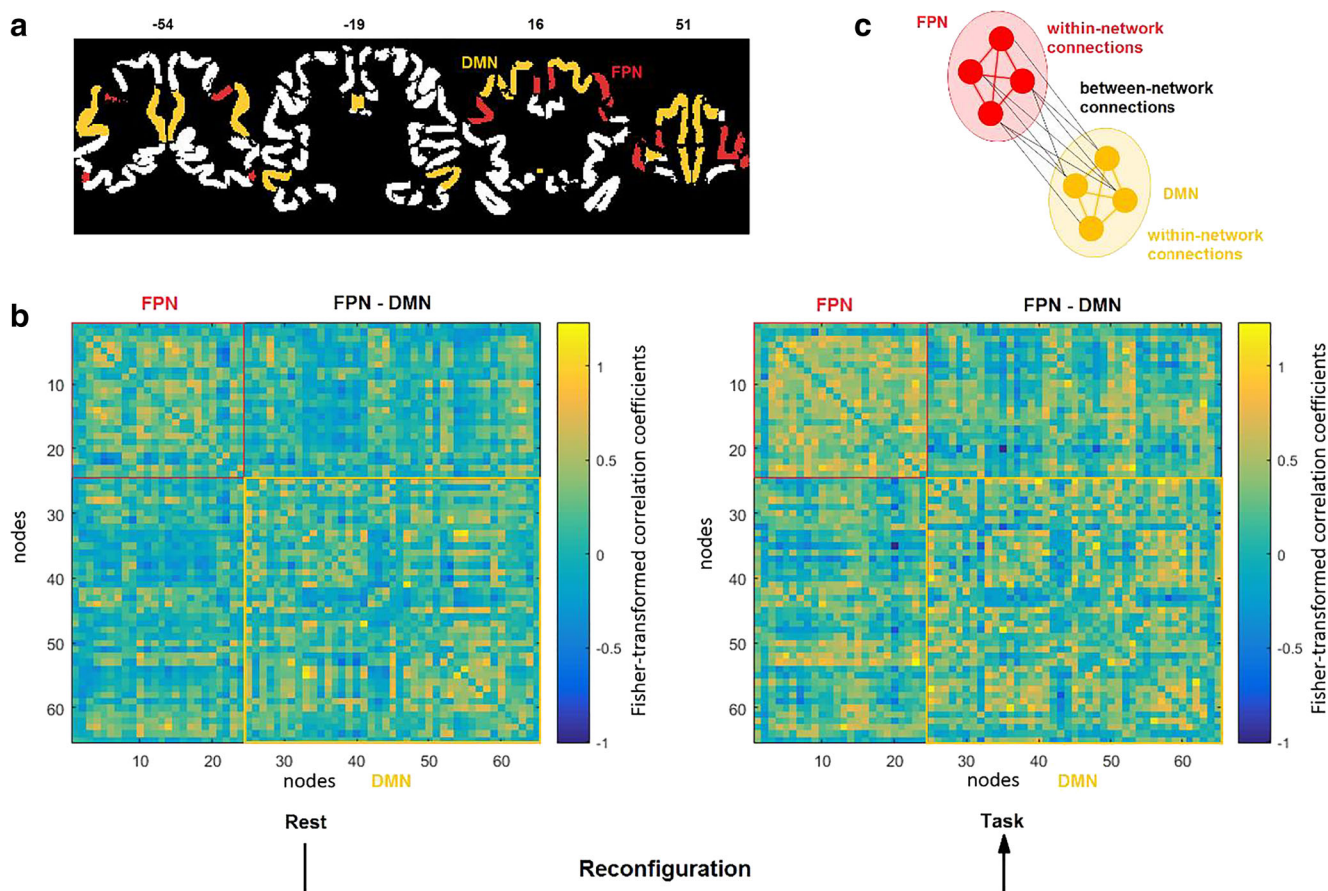 a
-54 -19 16 51
DMN
FPN
c
FPN
within-network
connections
between-network
connections
DMN
within-network
connections
b
FPN FPN - DMN
10
20
30
40
50
60
nodes
10 20 30 40 50 60
nodes DMN
1
0.5
0
-0.5
-1
Fisher-transformed correlation coefficients
Rest
FPN FPN - DMN
10
20
30
40
50
60
nodes
10 20 30 40 50 60
nodes DMN
1
0.5
0
-0.5
-1
Fisher-transformed correlation coefficients
Task
Reconfiguration